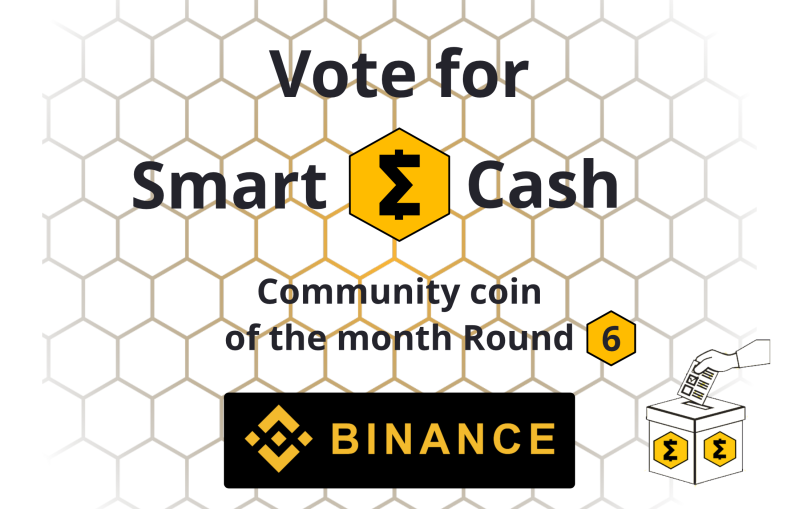 Vote for
Smart Cash
Community coin
of the month Round 6
BINANCE